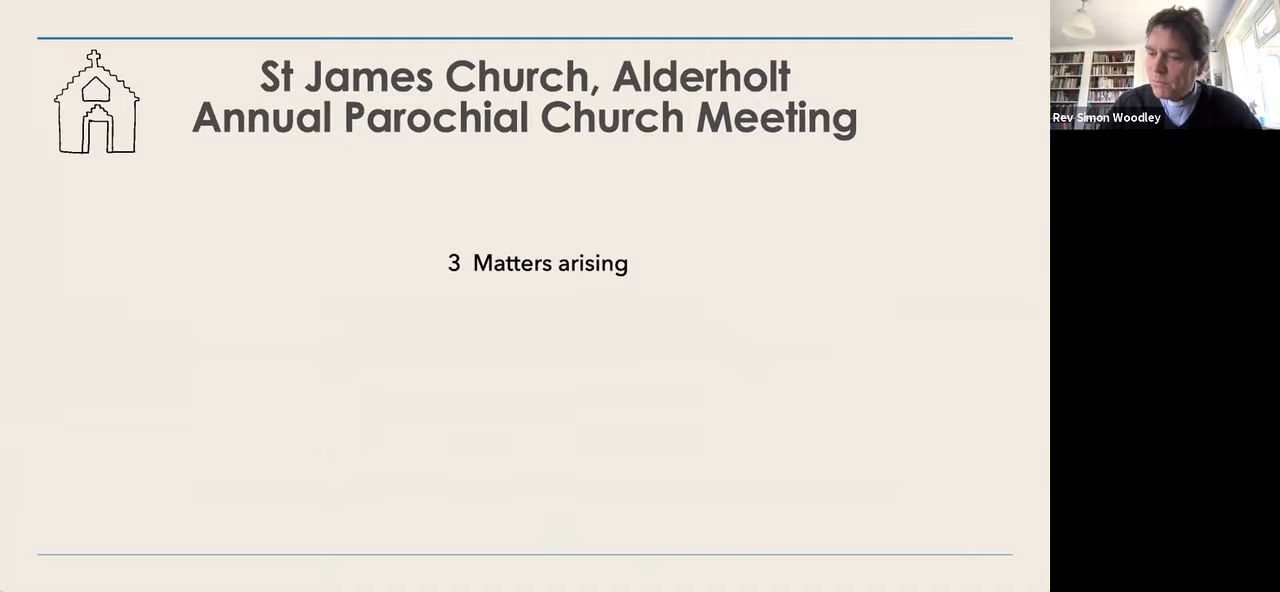 St James Church, Alderholt
Annual Parochial Church Meeting
3 Matters arising
Rev Simon Woodley